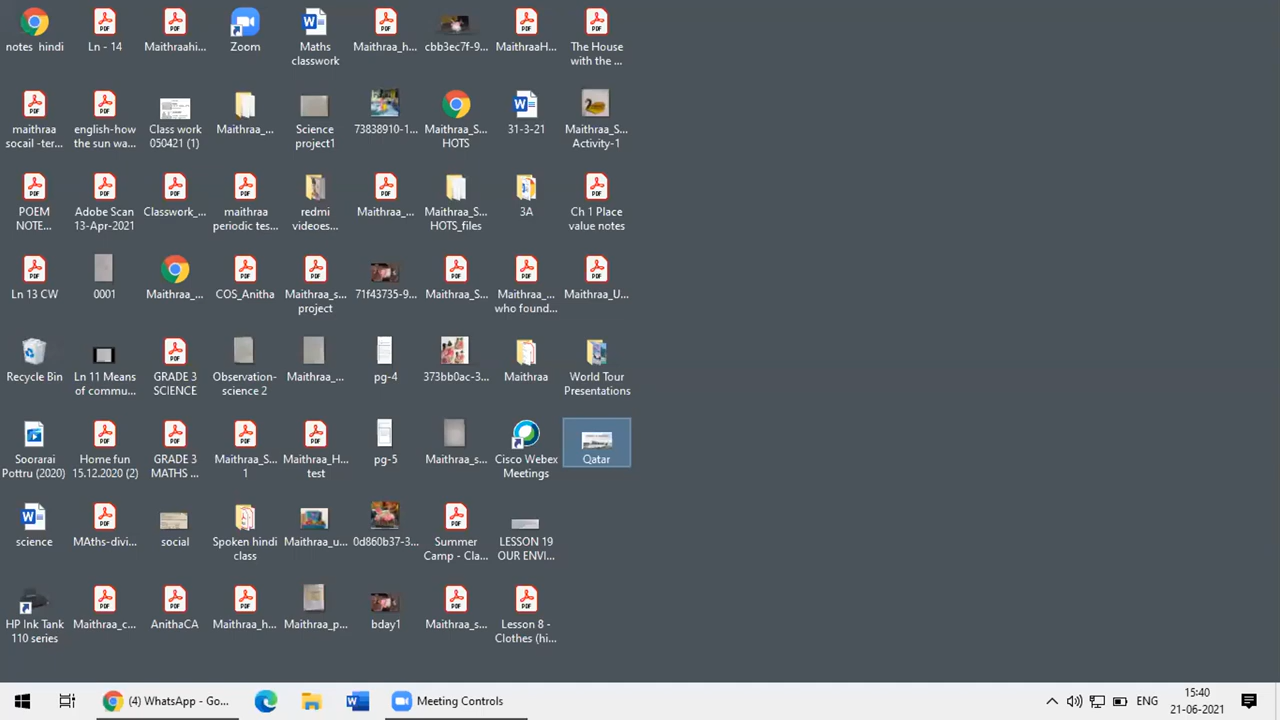 notes hindi
Ln - 14
Maithraahi...
Zoom
Maths
classwork
Maithraa_h...
cbb3ec7f-9...
MaithraaH...
The House
with the ...
maithraa
socail -ter...
english-how
the sun wa...
Class work
050421 (1)
Maithraa_...
Science
project1
73838910-1...
Maithraa_S...
HOTS
31-3-21
Maithraa_S...
Activity-1
POEM
NOTE...
Adobe Scan
13-Apr-2021
Classwork_...
maithraa
periodic tes...
redmi
videoes...
Maithraa_...
Maithraa_S...
HOTS_files
3A
Ch 1 Place
value notes
Ln 13 CW
0001
Maithraa_...
COS_Anitha
Maithraa_s...
project
71f43735-9...
Maithraa_S...
Maithraa_...
who found...
Maithraa_U...
Recycle Bin
Ln 11 Means
of commu...
GRADE 3
SCIENCE
Observation-
science 2
Maithraa_...
pg-4
373bb0ac-3...
Maithraa
World Tour
Presentations
Soorarai
Pottru (2020)
Home fun
15.12.2020 (2)
GRADE 3
MATHS ...
Maithraa_S...
1
Maithraa_H...
test
pg-5
Maithraa_s...
Cisco Webex
Meetings
Qatar
science
MAths-divi...
social
Spoken hindi
class
Maithraa_u...
0d860b37-3...
Summer
Camp - Cla...
LESSON 19
OUR ENVI...
HP Ink Tank
110 series
Maithraa_c...
AnithaCA
Maithraa_h...
Maithraa_p...
bday1
Maithraa_s...
Lesson 8 -
Clothes (hi...
(4) WhatsApp - Go...
Meeting Controls
ENG
15:40
21-06-2021